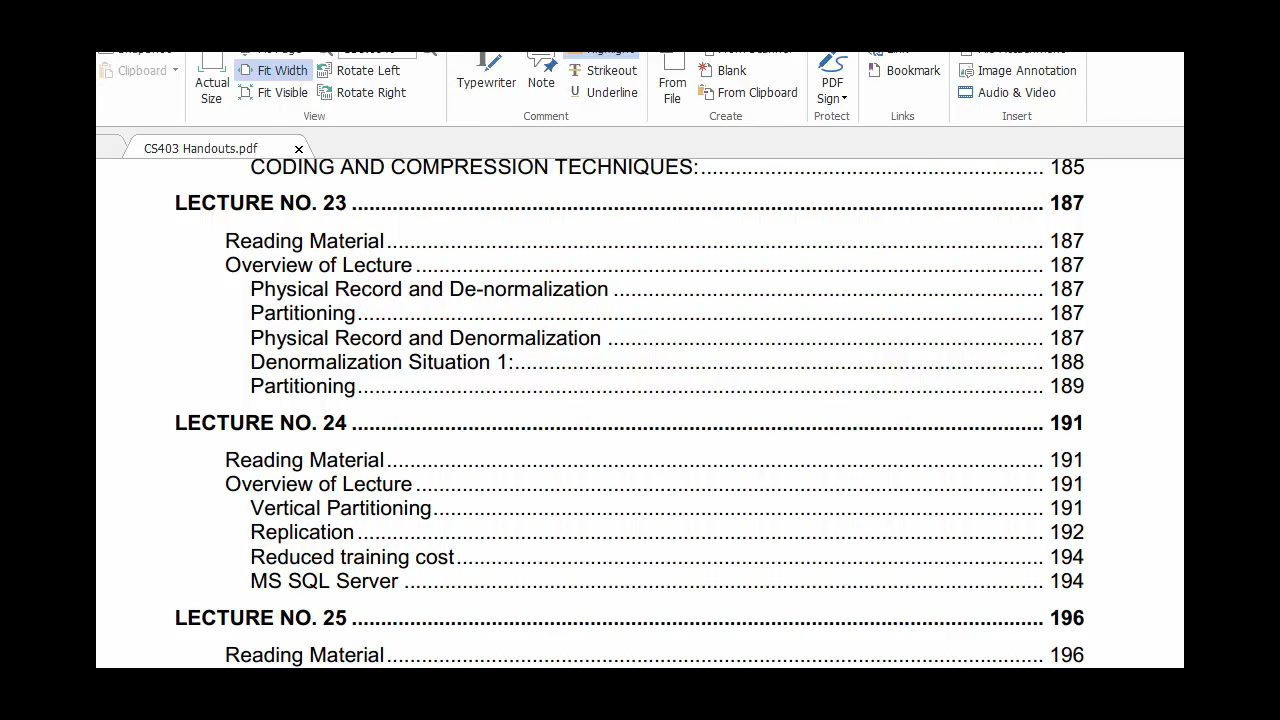 Clipboard
Actual Size
Fit Width
Fit Visible
Rotate Left
Rotate Right
View
Typewriter
Note
Highlight
Strikeout
Underline
Comment
From File
Blank
From Clipboard
Create
PDF Sign
Protect
Bookmark
Links
Image Annotation
Audio & Video
Insert
CS403 Handouts.pdf
CODING AND COMPRESSION TECHNIQUES: 185
LECTURE NO. 23 187
Reading Material 187
Overview of Lecture 187
Physical Record and De-normalization 187
Partitioning 187
Physical Record and Denormalization 187
Denormalization Situation 1: 188
Partitioning 189
LECTURE NO. 24 191
Reading Material 191
Overview of Lecture 191
Vertical Partitioning 191
Replication 192
Reduced training cost 194
MS SQL Server 194
LECTURE NO. 25 196
Reading Material 196